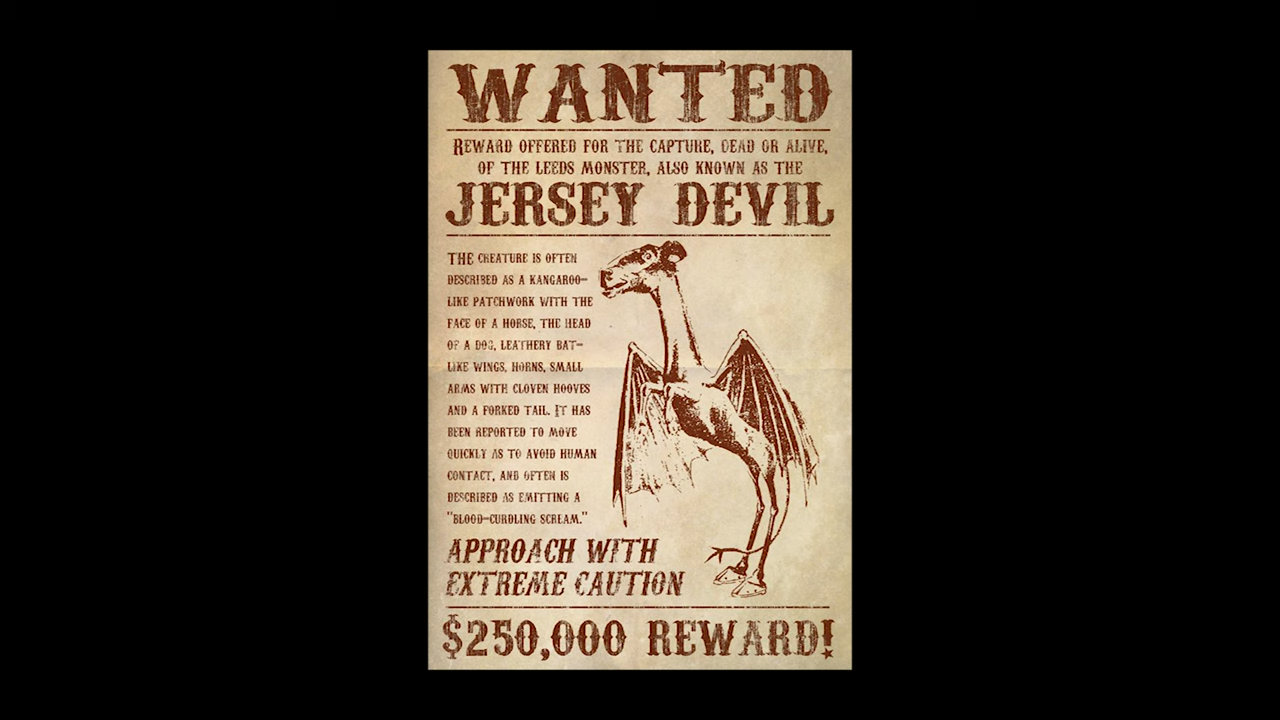 WANTED
REWARD OFFERED FOR THE CAPTURE, DEAD OR ALIVE,
OF THE LEEDS MONSTER, ALSO KNOWN AS THE
JERSEY DEVIL
THE CREATURE IS OFTEN
DESCRIBED AS A KANGAROO-
LIKE PATCHWORK WITH THE
FACE OF A HORSE, THE HEAD
OF A DOG, LEATHERY BAT-
LIKE WINGS, HORNS, SMALL
ARMS WITH CLOVEN HOOVES
AND A FORKED TAIL. IT HAS
BEEN REPORTED TO MOVE
QUICKLY AS TO AVOID HUMAN
CONTACT, AND OFTEN IS
DESCRIBED AS EMITTING A
"BLOOD-CURDLING SCREAM."
APPROACH WITH
EXTREME CAUTION
$250,000 REWARD!